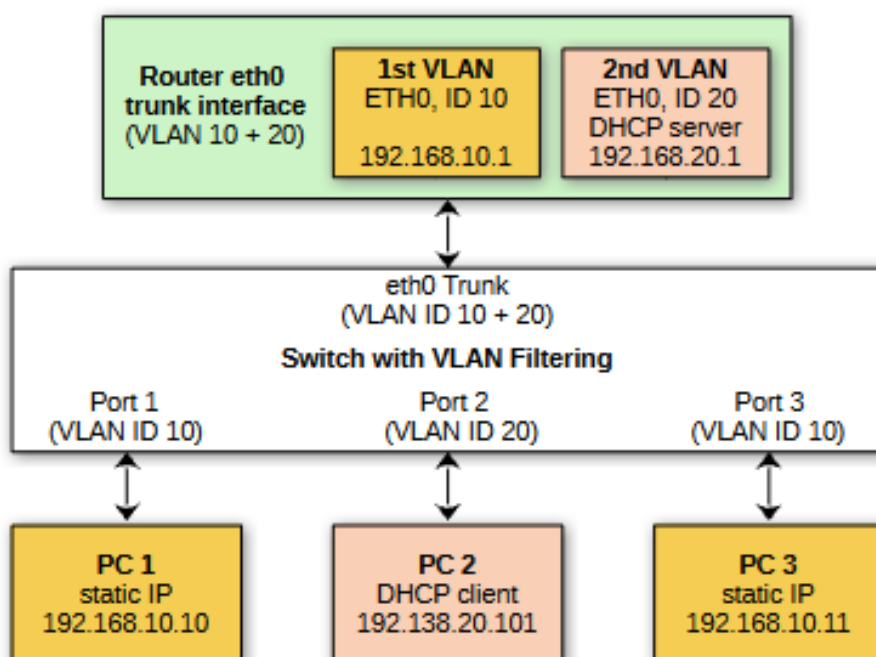 Router eth0
trunk interface
(VLAN 10 + 20)
1st VLAN
ETH0, ID 10
192.168.10.1
2nd VLAN
ETH0, ID 20
DHCP server
192.168.20.1
eth0 Trunk
(VLAN ID 10 + 20)
Switch with VLAN Filtering
Port 1
(VLAN ID 10)
Port 2
(VLAN ID 20)
Port 3
(VLAN ID 10)
PC 1
static IP
192.168.10.10
PC 2
DHCP client
192.138.20.101
PC 3
static IP
192.168.10.11